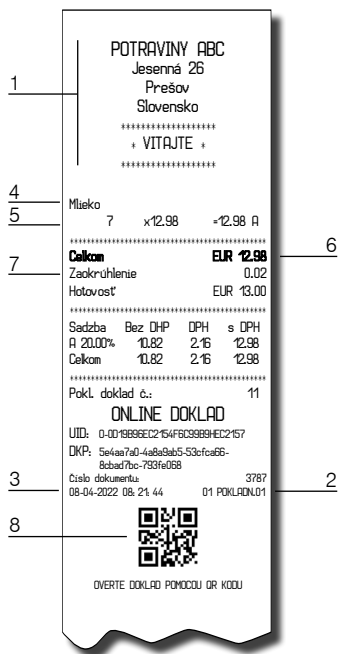 POTRAVINY ABC
Jesenná 26
Prešov
Slovensko
*******************
* VITAJTE *
*******************
1
4
Mlieko
5
7 x12.98 =12.98 A
****************************************
Celkom EUR 12.98
6
7
Zaokrúhlenie 0.02
Hotovosť EUR 13.00
****************************************
Sadzba Bez DHP DPH s DPH
A 20.00% 10.82 2.16 12.98
Celkom 10.82 2.16 12.98
****************************************
Pokl. doklad č.: 11
ONLINE DOKLAD
UID: 0-0D19B96EC2154F6C99B9HEC2157
DKP: 5e4aa7a0-4a8a9ab5-53cfca66-
8cbad7bc-793fe068
Číslo dokumentu: 3787
3
08-04-2022 08: 21: 44 01 POKLADN.01
2
8
OVERTE DOKLAD POMOCOU QR KODU